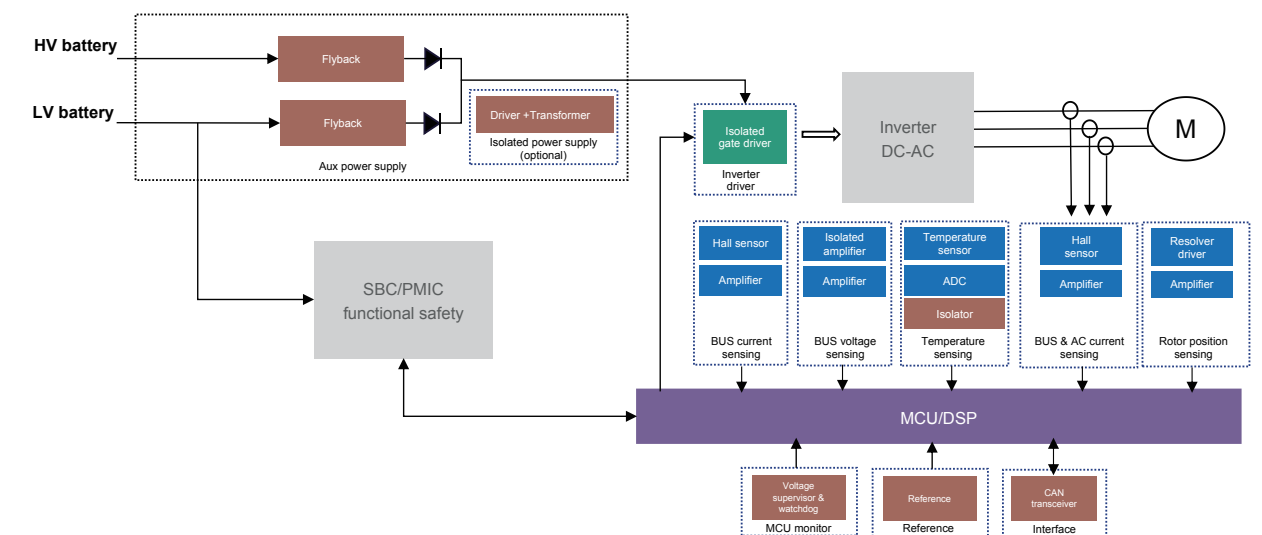 HV battery
Flyback
LV battery
Flyback
Driver +Transformer
Isolated power supply
(optional)
Aux power supply
Isolated
gate driver
Inverter
driver
Inverter
DC-AC
M
SBC/PMIC
functional safety
Hall sensor
Amplifier
BUS current
sensing
Isolated
amplifier
Amplifier
BUS voltage
sensing
Temperature
sensor
ADC
Isolator
Temperature
sensing
Hall
sensor
Amplifier
BUS & AC current
sensing
Resolver
driver
Amplifier
Rotor position
sensing
MCU/DSP
Voltage
supervisor &
watchdog
MCU monitor
Reference
Reference
CAN
transceiver
Interface